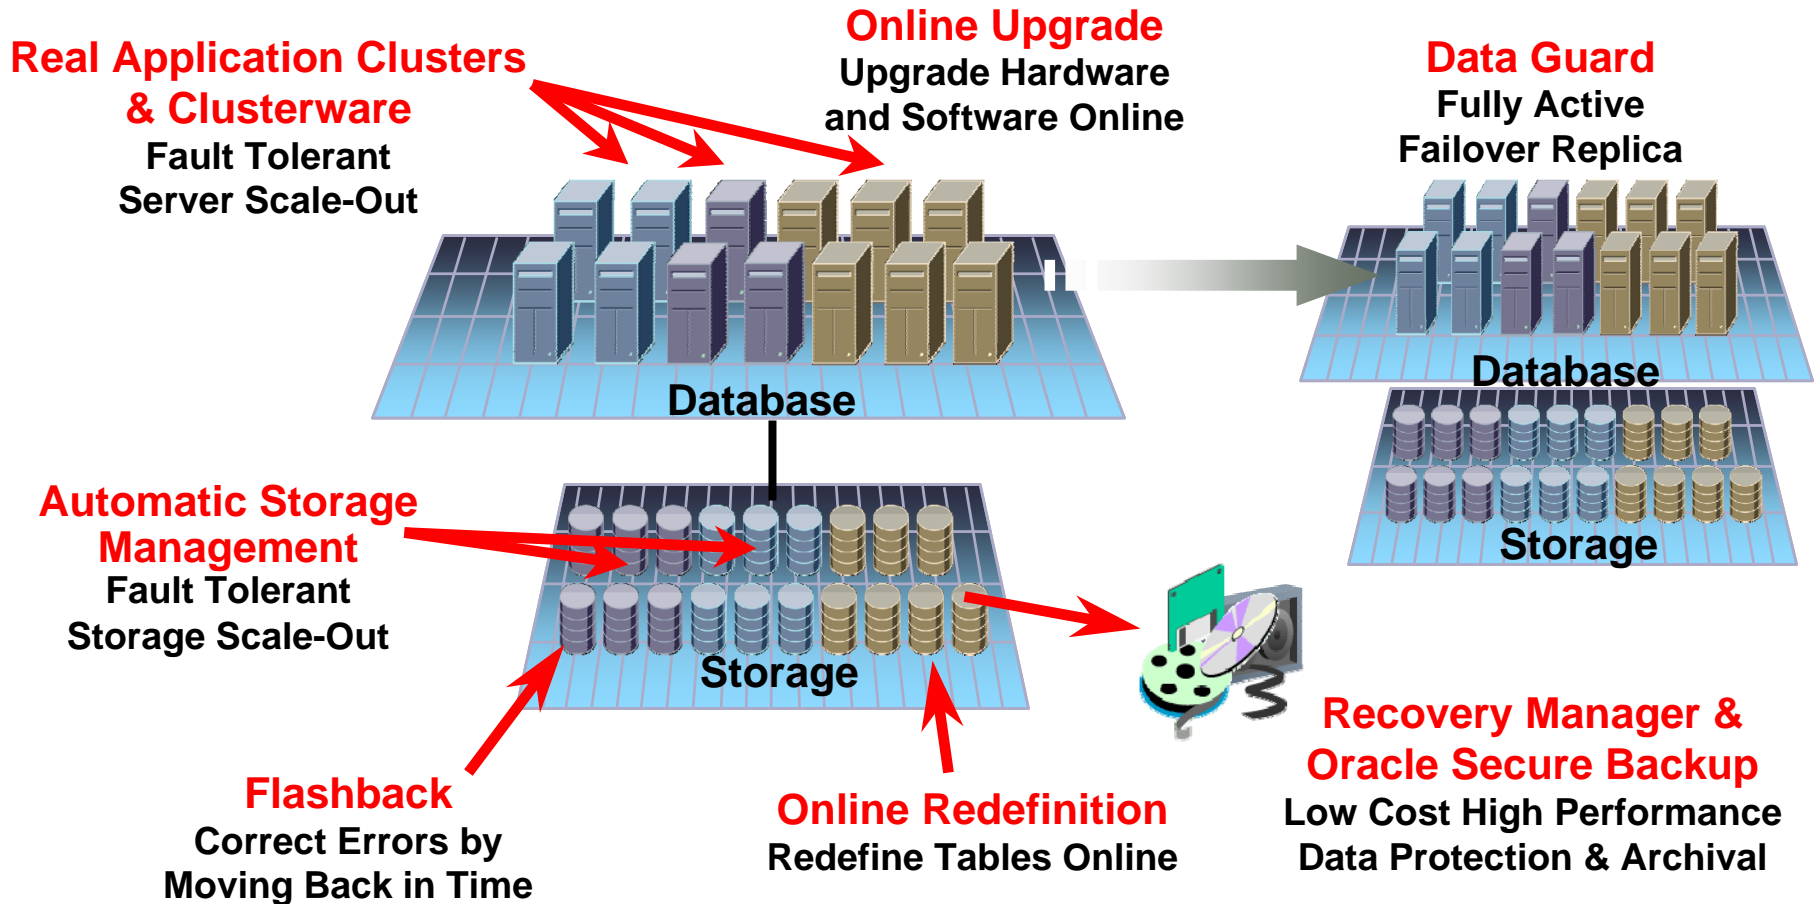 Real Application Clusters
& Clusterware
Fault Tolerant
Server Scale-Out
Online Upgrade
Upgrade Hardware
and Software Online
Data Guard
Fully Active
Failover Replica
Database
Database
Automatic Storage
Management
Fault Tolerant
Storage Scale-Out
Storage
Storage
Flashback
Correct Errors by
Moving Back in Time
Online Redefinition
Redefine Tables Online
Recovery Manager &
Oracle Secure Backup
Low Cost High Performance
Data Protection & Archival